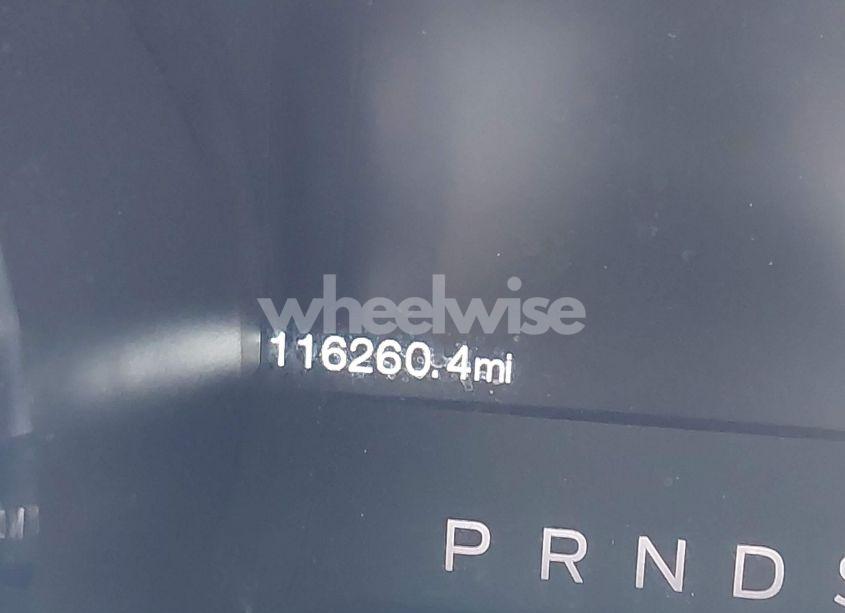 wheelwise
116260.4mi
P R N D S